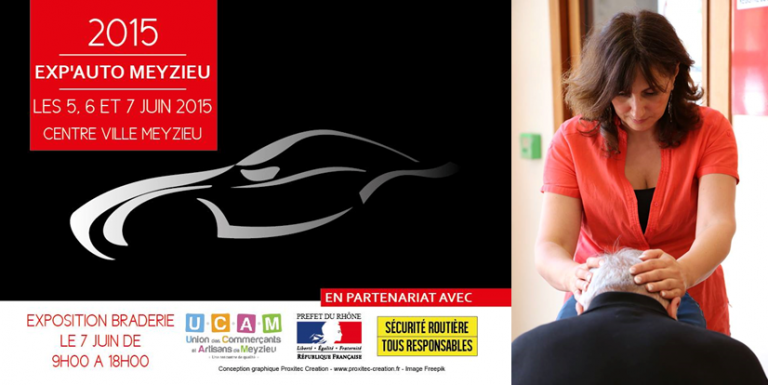 2015
EXP'AUTO MEYZIEU
LES 5, 6 ET 7 JUIN 2015
CENTRE VILLE MEYZIEU
EN PARTENARIAT AVEC
EXPOSITION BRADERIE
LE 7 JUIN DE
9H00 A 18H00
U•C•A•M
Union des Commerçants
et Artisans de Meyzieu
PREFET DU RHÔNE
Liberté • Égalité • Fraternité
RÉPUBLIQUE FRANÇAISE
SÉCURITÉ ROUTIÈRE
TOUS RESPONSABLES
Conception graphique Proxitec Creation - www.proxitec-creation.fr - Image Freepik